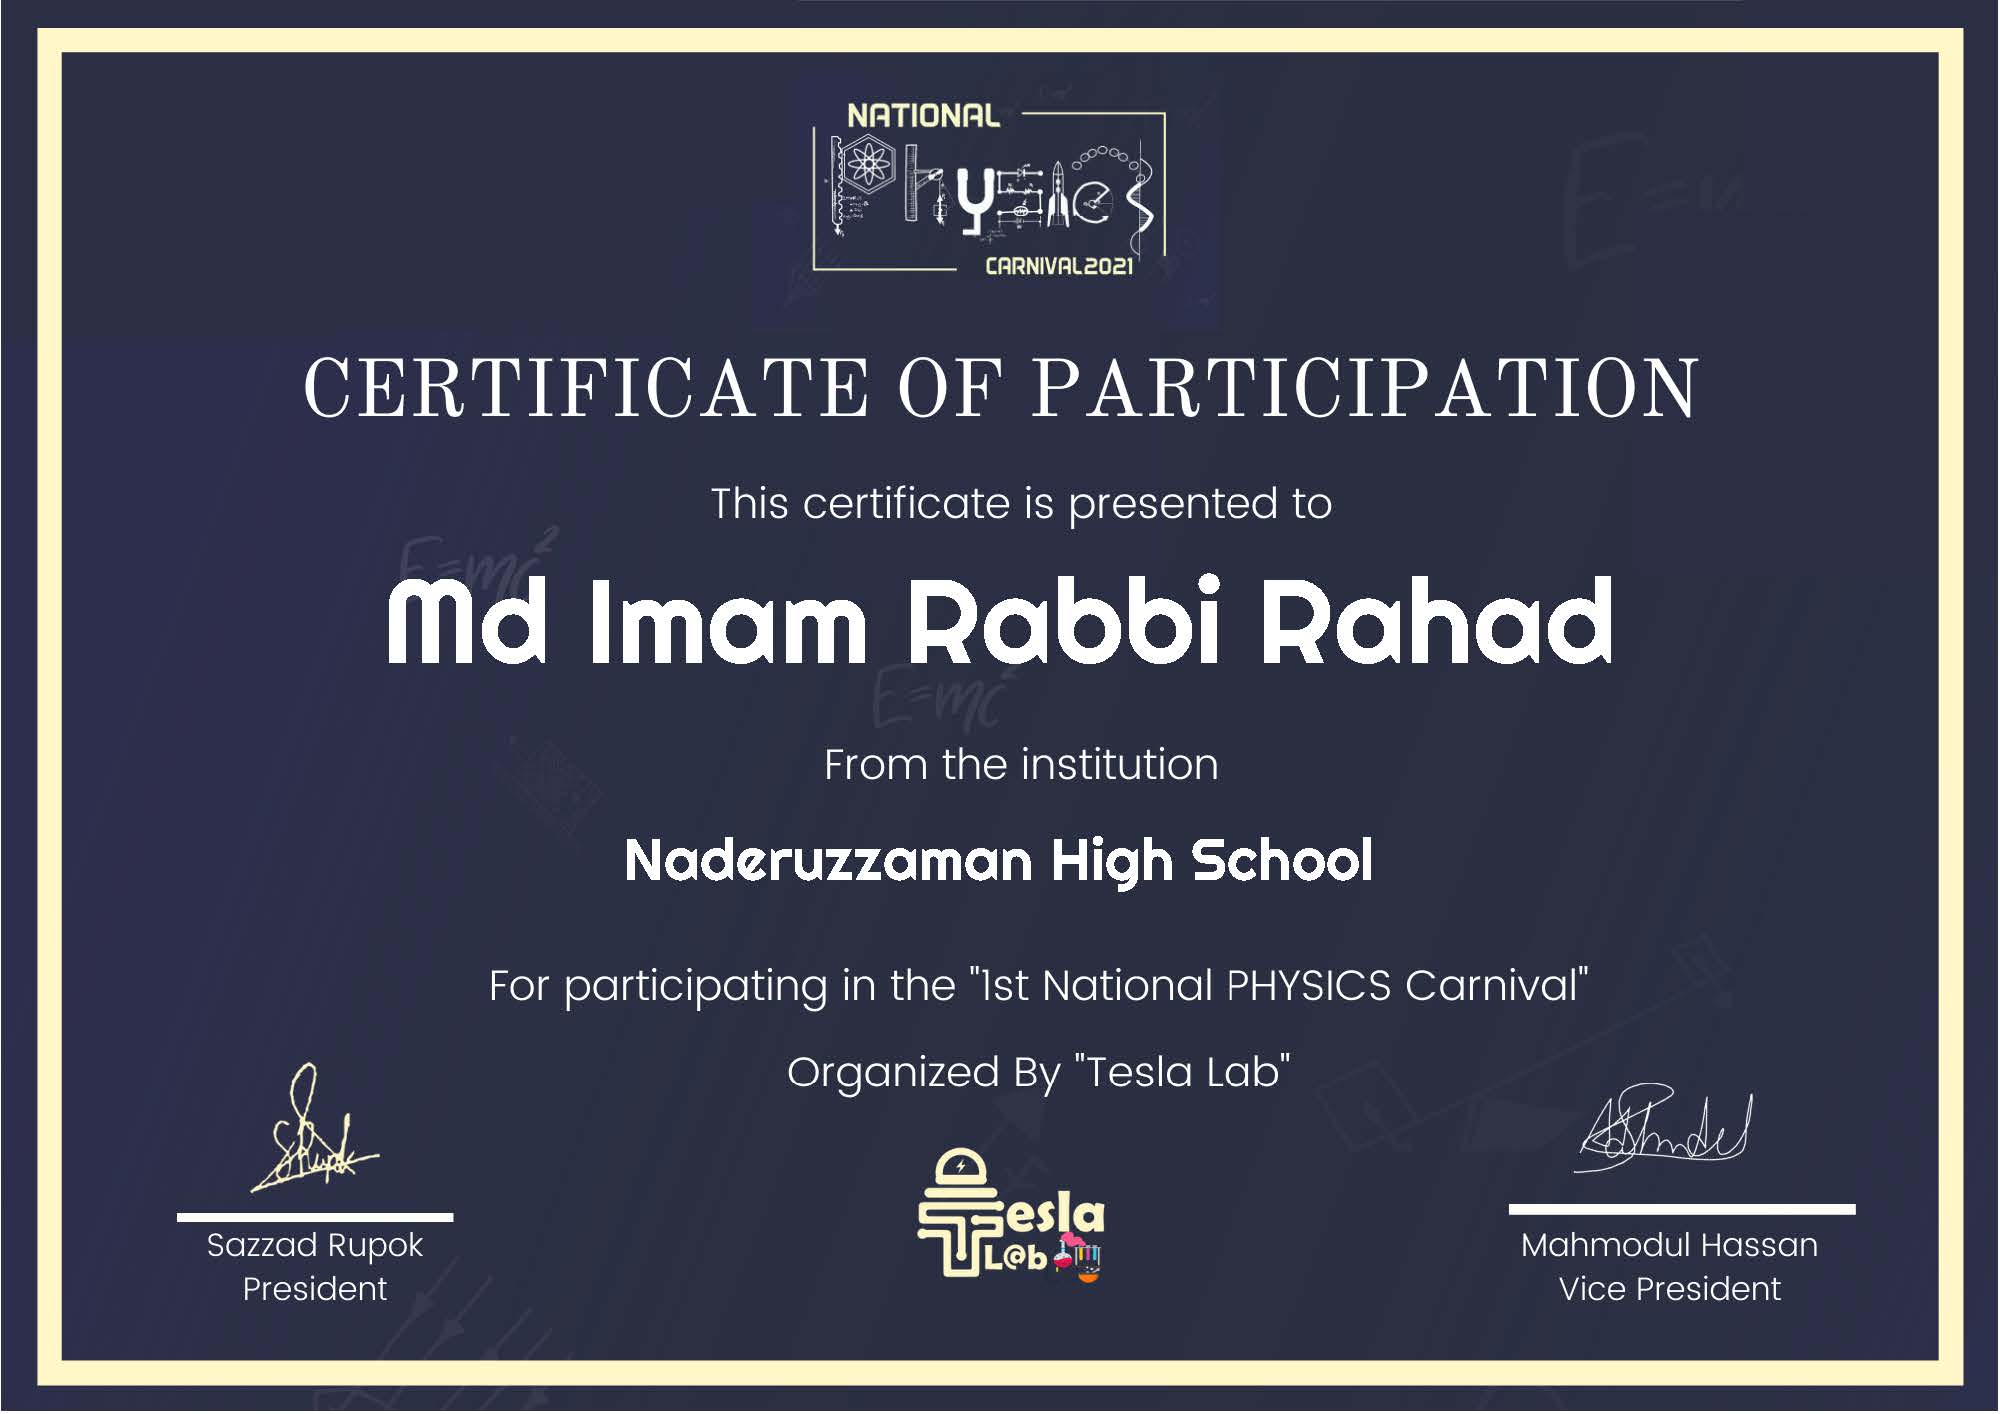 NATIONAL
PhYSICS
CARNIVAL2021
CERTIFICATE OF PARTICIPATION
This certificate is presented to
E=mc²
Md Imam Rabbi Rahad
E=mc²
From the institution
Naderuzzaman High School
For participating in the "1st National PHYSICS Carnival"
Organized By "Tesla Lab"
Tesla
L@b
Sazzad Rupok
President
Mahmodul Hassan
Vice President